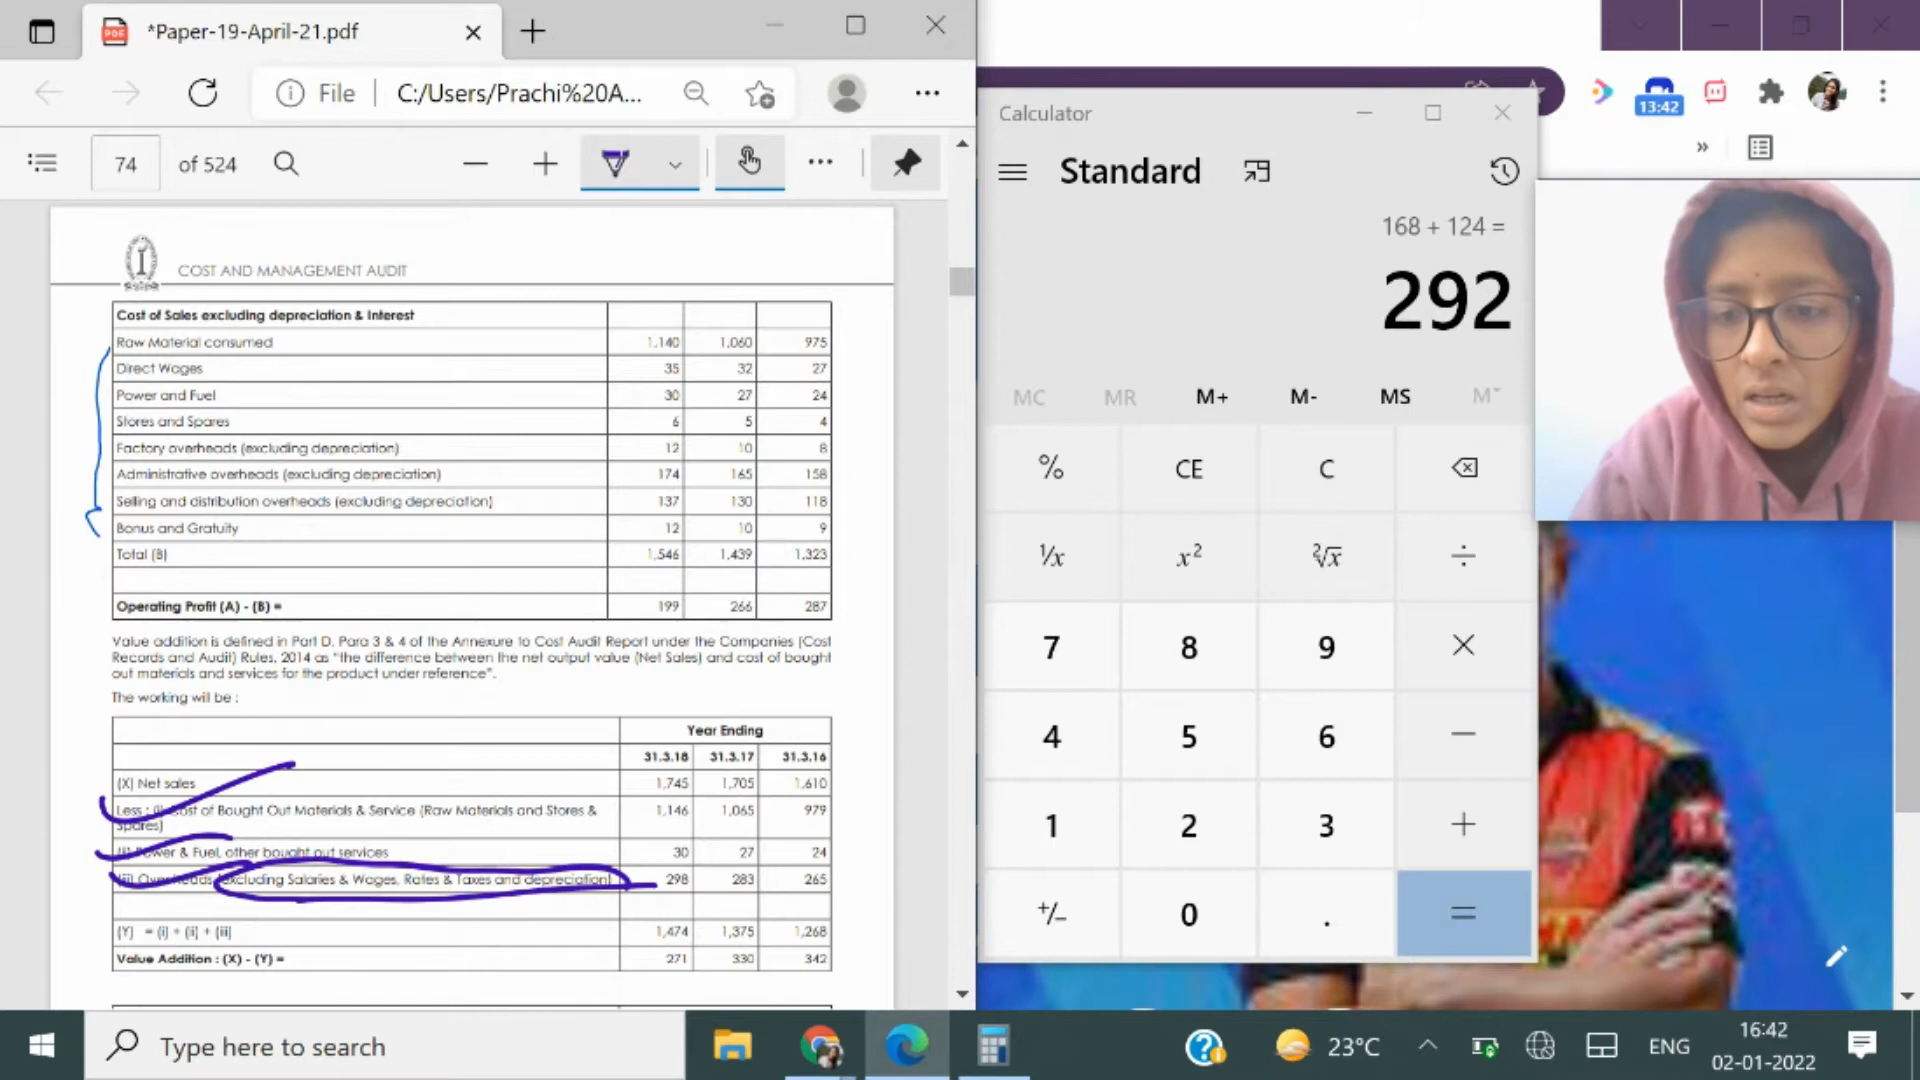 *Paper-19-April-21.pdf
File
C:/Users/Prachi%20A...
13:42
74 of 524
COST AND MANAGEMENT AUDIT
Cost of Sales excluding depreciation & Interest
Raw Material consumed 1,140 1,060 975
Direct Wages 35 32 27
Power and Fuel 30 27 24
Stores and Spares 6 5 4
Factory overheads (excluding depreciation) 12 10 8
Administrative overheads (excluding depreciation) 174 165 158
Selling and distribution overheads (excluding depreciation) 137 130 118
Bonus and Gratuity 12 10 9
Total (B) 1,546 1,439 1,323
Operating Profit (A) - (B) = 199 266 287
Value addition is defined in Part D, Para 3 & 4 of the Annexure to Cost Audit Report under the Companies (Cost
Records and Audit) Rules, 2014 as "the difference between the net output value (Net Sales) and cost of bought
out materials and services for the product under reference".
The working will be :
Year Ending
31.3.18 31.3.17 31.3.16
(X) Net sales 1,745 1,705 1,610
Less : (i) Cost of Bought Out Materials & Service (Raw Materials and Stores & 1,146 1,065 979
Spares)
(ii) Power & Fuel, other bought out services 30 27 24
(iii) Overheads (excluding Salaries & Wages, Rates & Taxes and depreciation) 298 283 265
(Y) = (i) + (ii) + (iii) 1,474 1,375 1,268
Value Addition : (X) - (Y) = 271 330 342
Calculator
Standard
168 + 124 =
292
MC MR M+ M- MS M˅
% CE C
¹/x x² ²√x ÷
7 8 9 ×
4 5 6 −
1 2 3 +
+/− 0 . =
Type here to search
23°C
ENG
16:42
02-01-2022